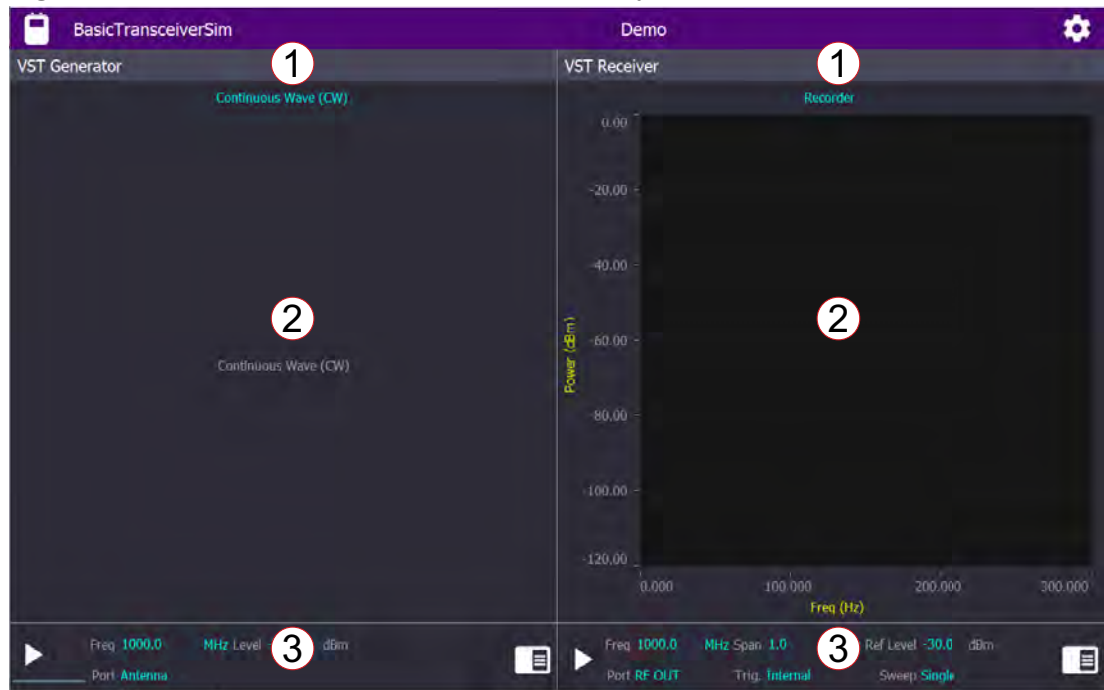 BasicTransceiverSim Demo
VST Generator 1
Continuous Wave (CW)
2
Continuous Wave (CW)
Freq 1000.0 MHz Level 3 dBm
Port Antenna
VST Receiver 1
Recorder
0.00
-20.00
-40.00
2
-60.00
Power (dBm)
-80.00
-100.00
-120.00
0.000 100.000 200.000 300.000
Freq (Hz)
Freq 1000.0 MHz Span 1.0 3 Ref Level -30.0 dBm
Port RF OUT Trig. Internal Sweep Single